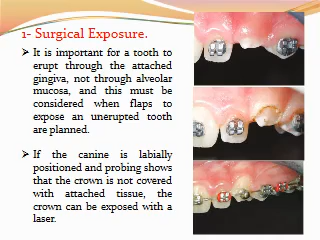 1- Surgical Exposure.
➤ It is important for a tooth to
erupt through the attached
gingiva, not through alveolar
mucosa, and this must be
considered when flaps to
expose an unerupted tooth
are planned.
➤ If the canine is labially
positioned and probing shows
that the crown is not covered
with attached tissue, the
crown can be exposed with a
laser.